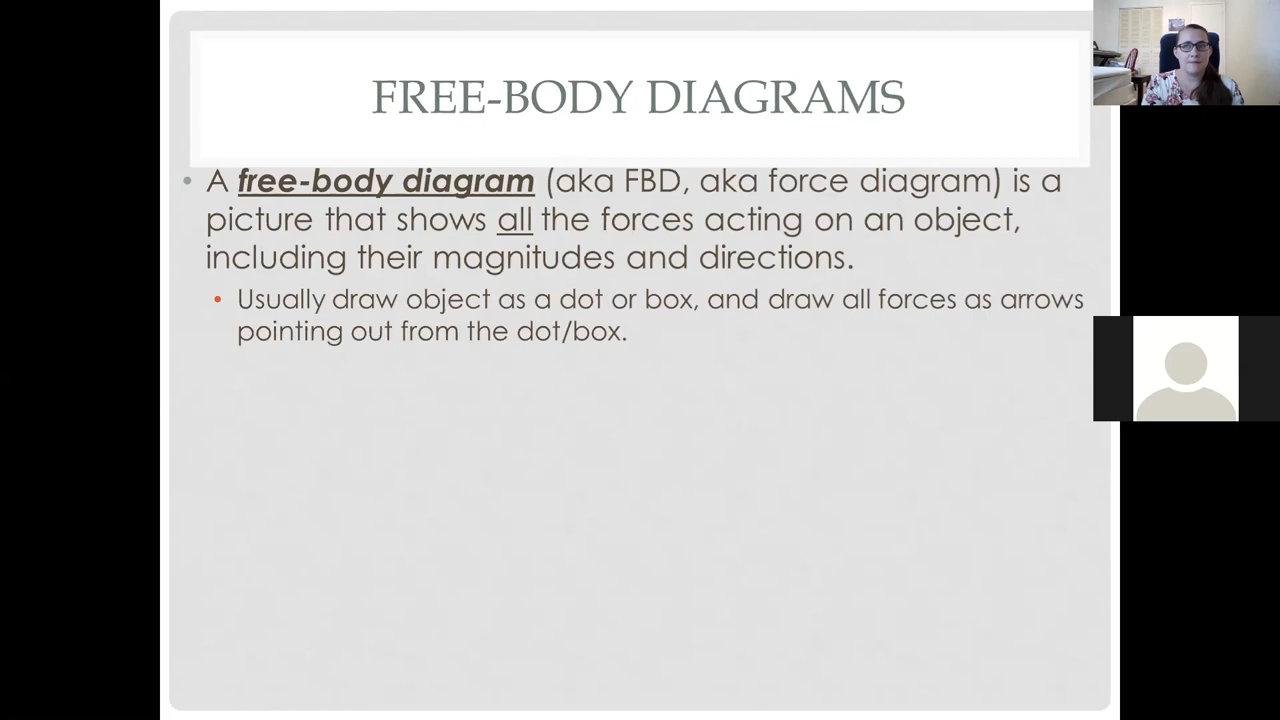 FREE-BODY DIAGRAMS
• A free-body diagram (aka FBD, aka force diagram) is a
picture that shows all the forces acting on an object,
including their magnitudes and directions.
• Usually draw object as a dot or box, and draw all forces as arrows
pointing out from the dot/box.